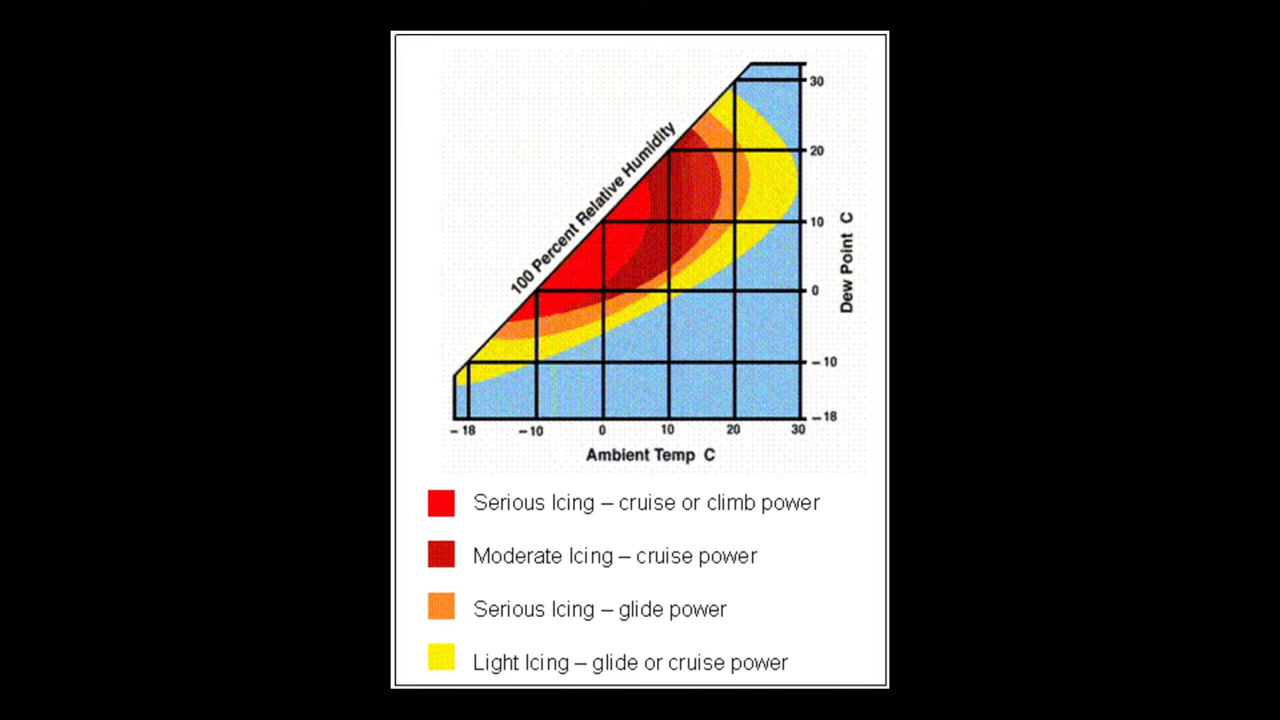 100 Percent Relative Humidity
30
20
10
0
– 10
– 18
Dew Point C
– 18
– 10
0
10
20
30
Ambient Temp C
Serious Icing – cruise or climb power
Moderate Icing – cruise power
Serious Icing – glide power
Light Icing – glide or cruise power